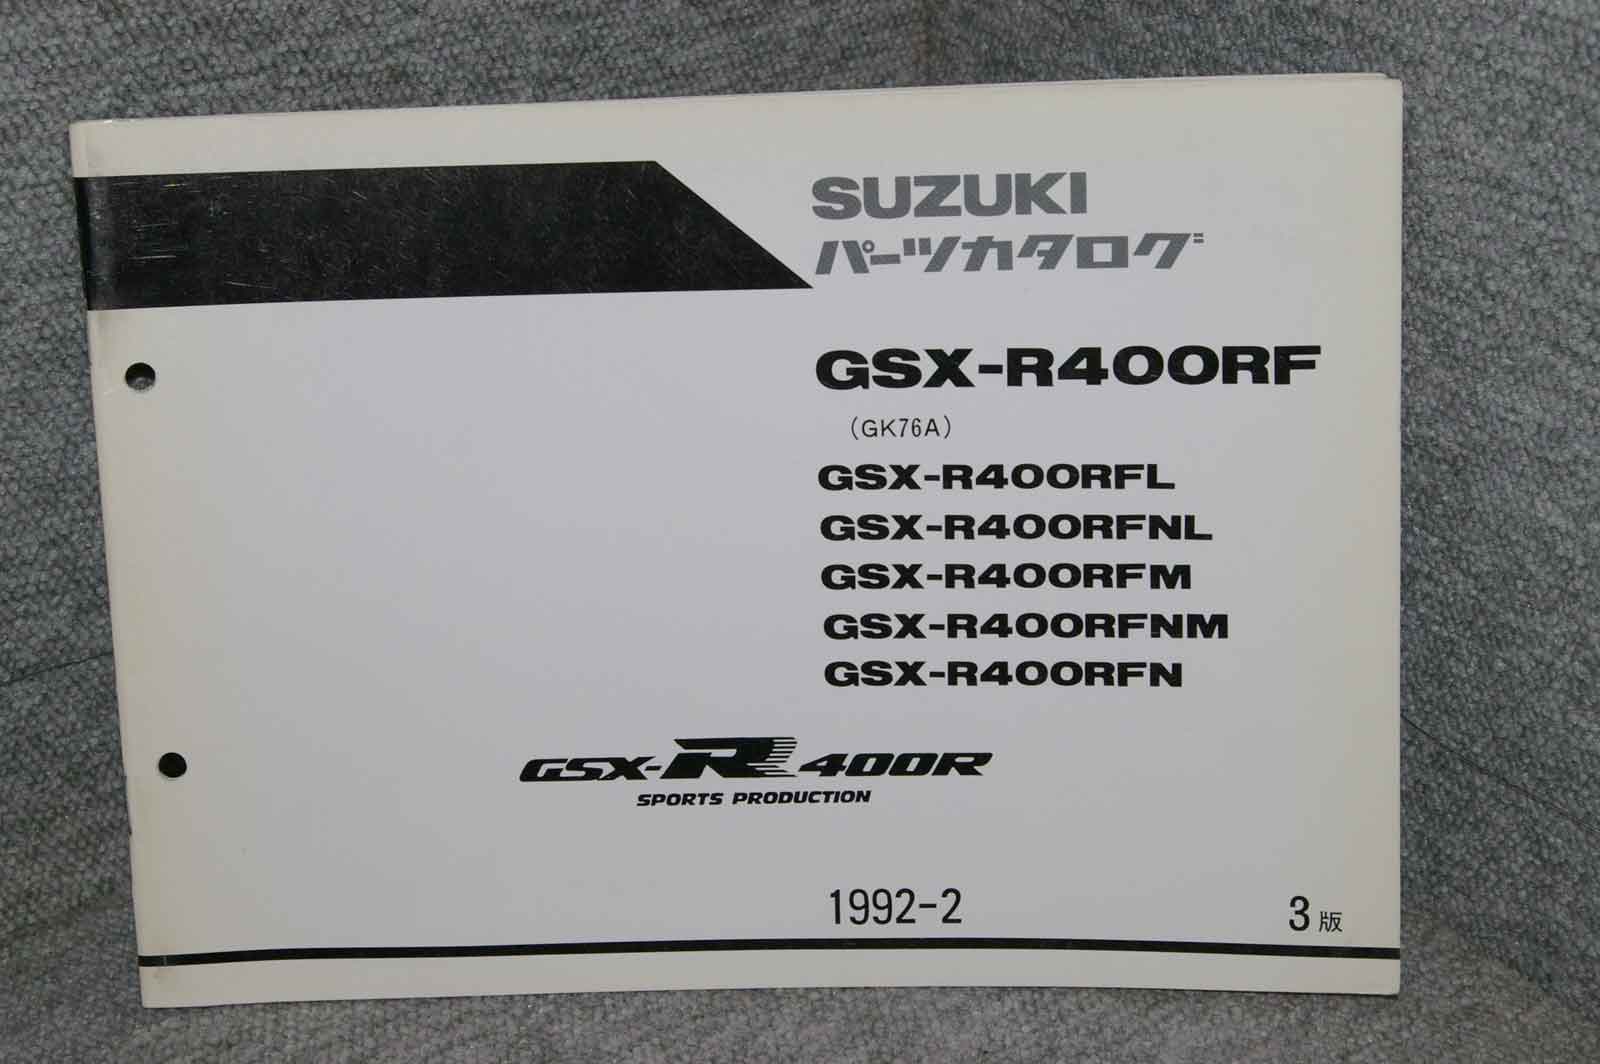 SUZUKI
パーツカタログ
GSX-R400RF
(GK76A)
GSX-R400RFL
GSX-R400RFNL
GSX-R400RFM
GSX-R400RFNM
GSX-R400RFN
GSX-R400R
SPORTS PRODUCTION
1992-2
3版